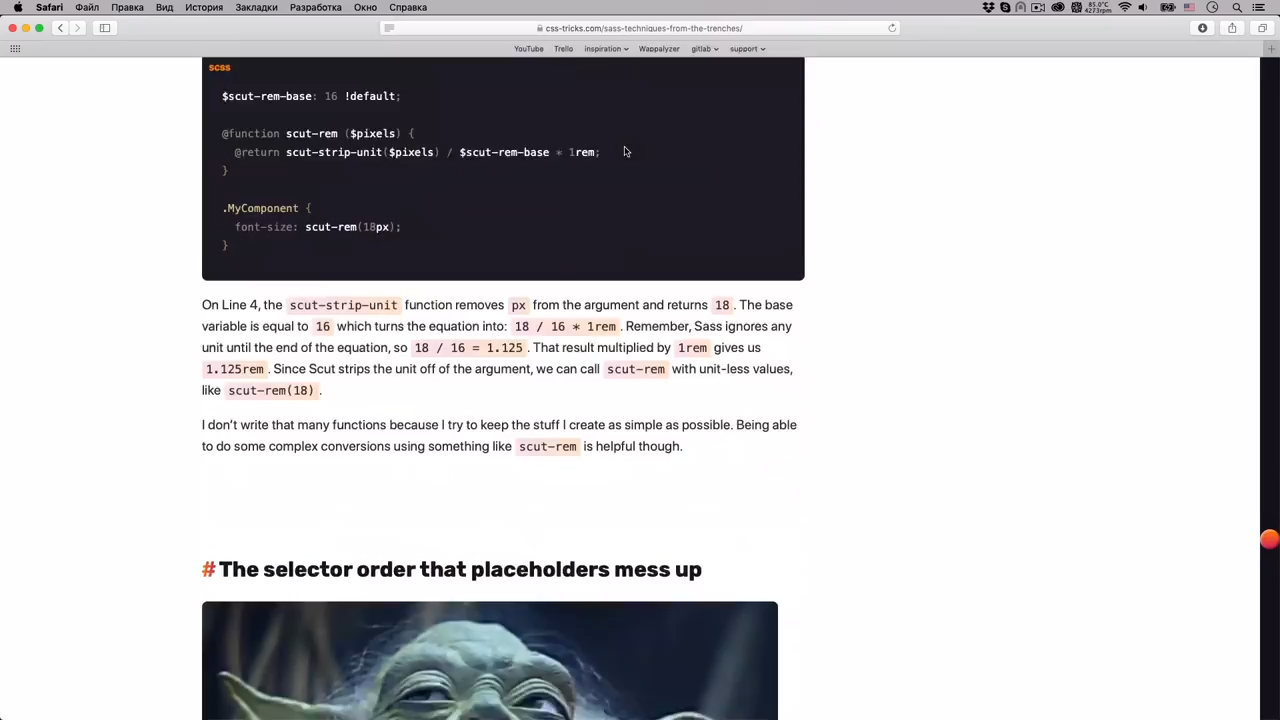 Safari Файл Правка Вид История Закладки Разработка Окно Справка
85.0°C
4273rpm
css-tricks.com/sass-techniques-from-the-trenches/
YouTube Trello inspiration Wappalyzer gitlab support
scss
$scut-rem-base: 16 !default;
@function scut-rem ($pixels) {
@return scut-strip-unit($pixels) / $scut-rem-base * 1rem;
}
.MyComponent {
font-size: scut-rem(18px);
}
On Line 4, the scut-strip-unit function removes px from the argument and returns 18. The base
variable is equal to 16 which turns the equation into: 18 / 16 * 1rem. Remember, Sass ignores any
unit until the end of the equation, so 18 / 16 = 1.125. That result multiplied by 1rem gives us
1.125rem. Since Scut strips the unit off of the argument, we can call scut-rem with unit-less values,
like scut-rem(18).
I don't write that many functions because I try to keep the stuff I create as simple as possible. Being able
to do some complex conversions using something like scut-rem is helpful though.
# The selector order that placeholders mess up